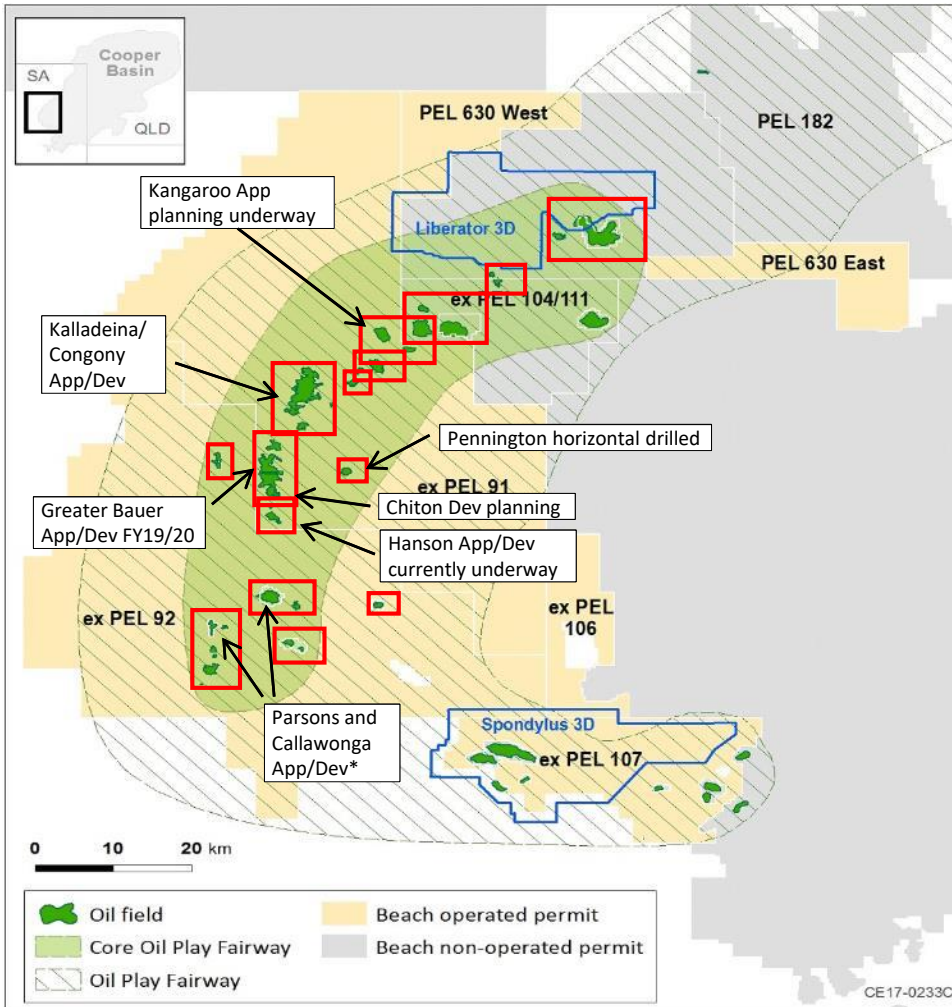 Cooper
Basin
SA
QLD
PEL 630 West
PEL 182
Kangaroo App
planning underway
Liberator 3D
PEL 630 East
ex PEL 104/111
Kalladeina/
Congony
App/Dev
Pennington horizontal drilled
ex PEL 91
Greater Bauer
App/Dev FY19/20
Chiton Dev planning
Hanson App/Dev
currently underway
ex PEL 92
ex PEL
106
Parsons and
Callawonga
App/Dev*
Spondylus 3D
ex PEL 107
0 10 20 km
Oil field
Core Oil Play Fairway
Oil Play Fairway
Beach operated permit
Beach non-operated permit
CE17-0233C